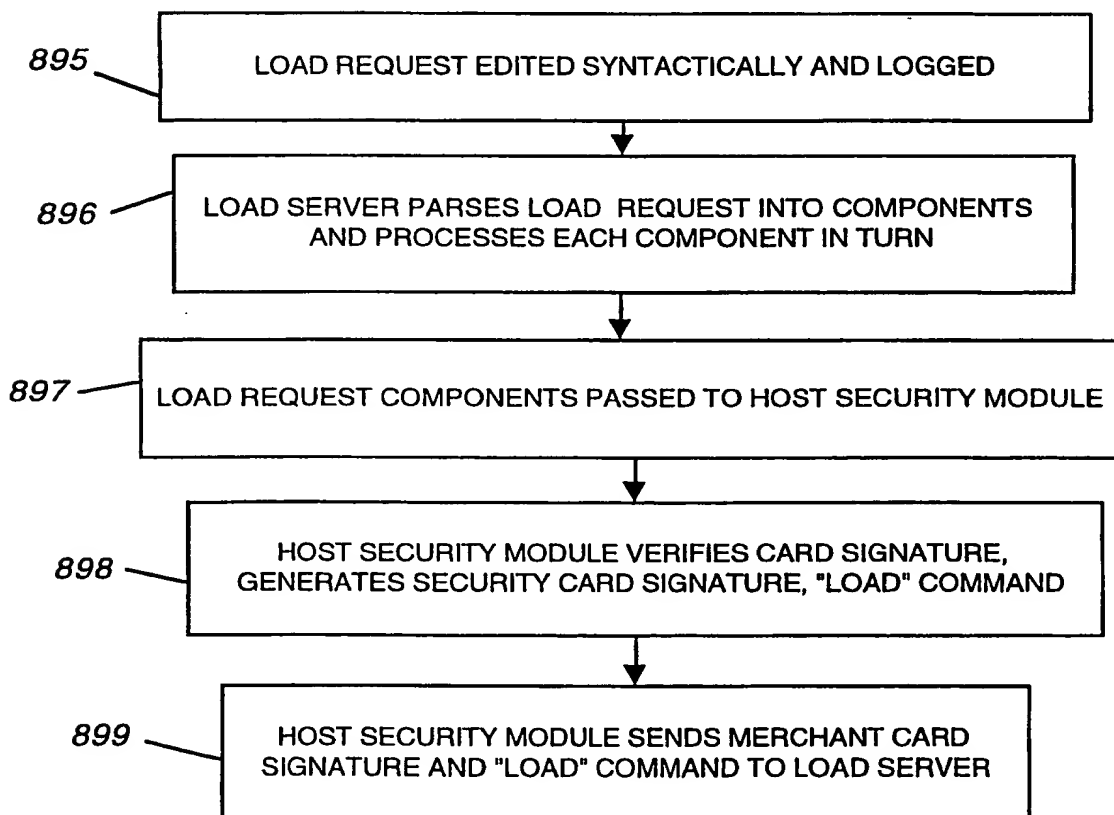 895
LOAD REQUEST EDITED SYNTACTICALLY AND LOGGED
896
LOAD SERVER PARSES LOAD REQUEST INTO COMPONENTS
AND PROCESSES EACH COMPONENT IN TURN
897
LOAD REQUEST COMPONENTS PASSED TO HOST SECURITY MODULE
898
HOST SECURITY MODULE VERIFIES CARD SIGNATURE,
GENERATES SECURITY CARD SIGNATURE, "LOAD" COMMAND
899
HOST SECURITY MODULE SENDS MERCHANT CARD
SIGNATURE AND "LOAD" COMMAND TO LOAD SERVER